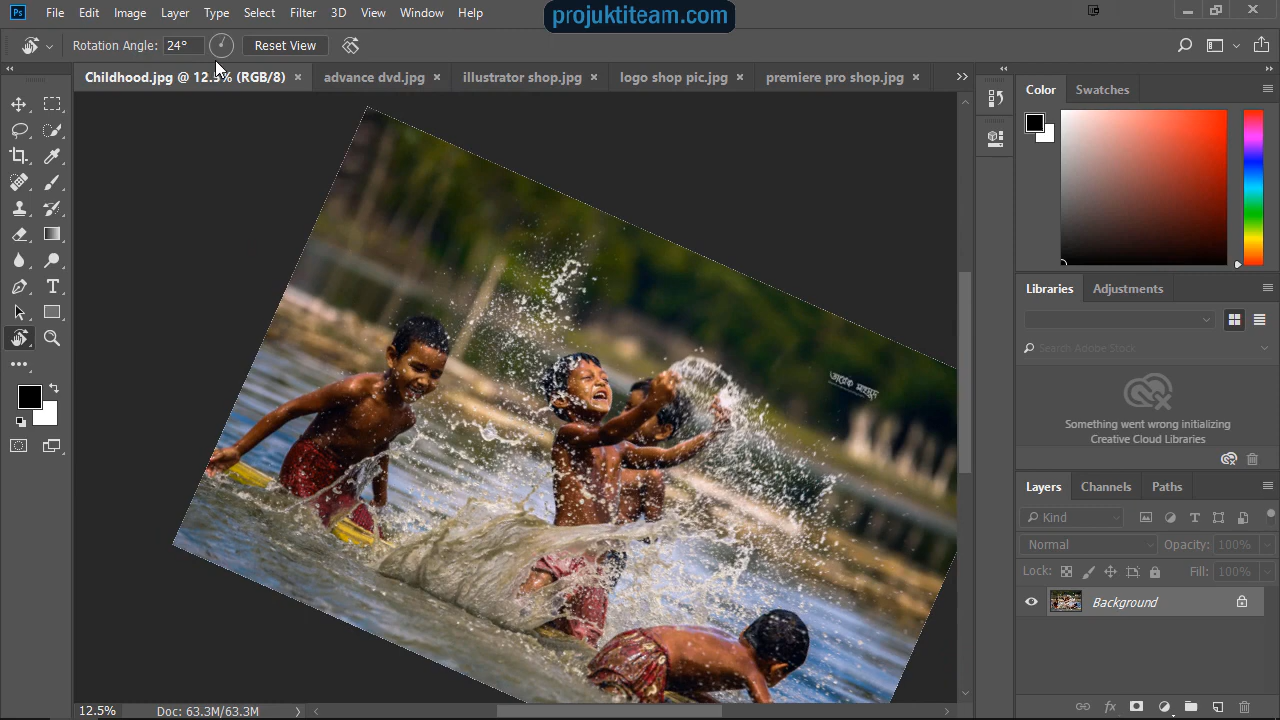 projuktiteam.com
Ps File Edit Image Layer Type Select Filter 3D View Window Help
Rotation Angle: 24° Reset View
Childhood.jpg @ 12.5% (RGB/8) × advance dvd.jpg × illustrator shop.jpg × logo shop pic.jpg × premiere pro shop.jpg ×
Color Swatches
Libraries Adjustments
Search Adobe Stock
Something went wrong initializing
Creative Cloud Libraries
Layers Channels Paths
Kind
Normal Opacity: 100%
Lock: Fill: 100%
Background
12.5% Doc: 63.3M/63.3M